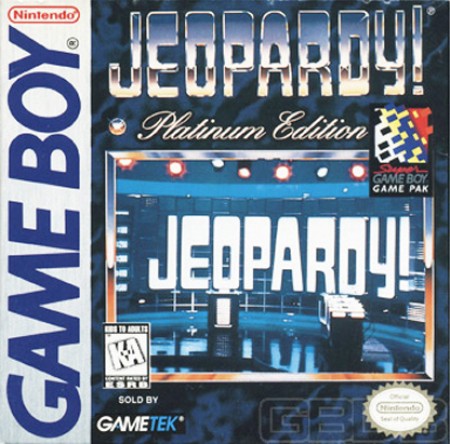 Nintendo®
GAME BOY®
JEOPARDY!
Platinum Edition
Super
GAME BOY
GAME PAK
JEOPARDY!
KIDS TO ADULTS
K-A
CONTENT RATED BY
ESRB
SOLD BY
GAMETEK®
Official
Nintendo
Seal of Quality